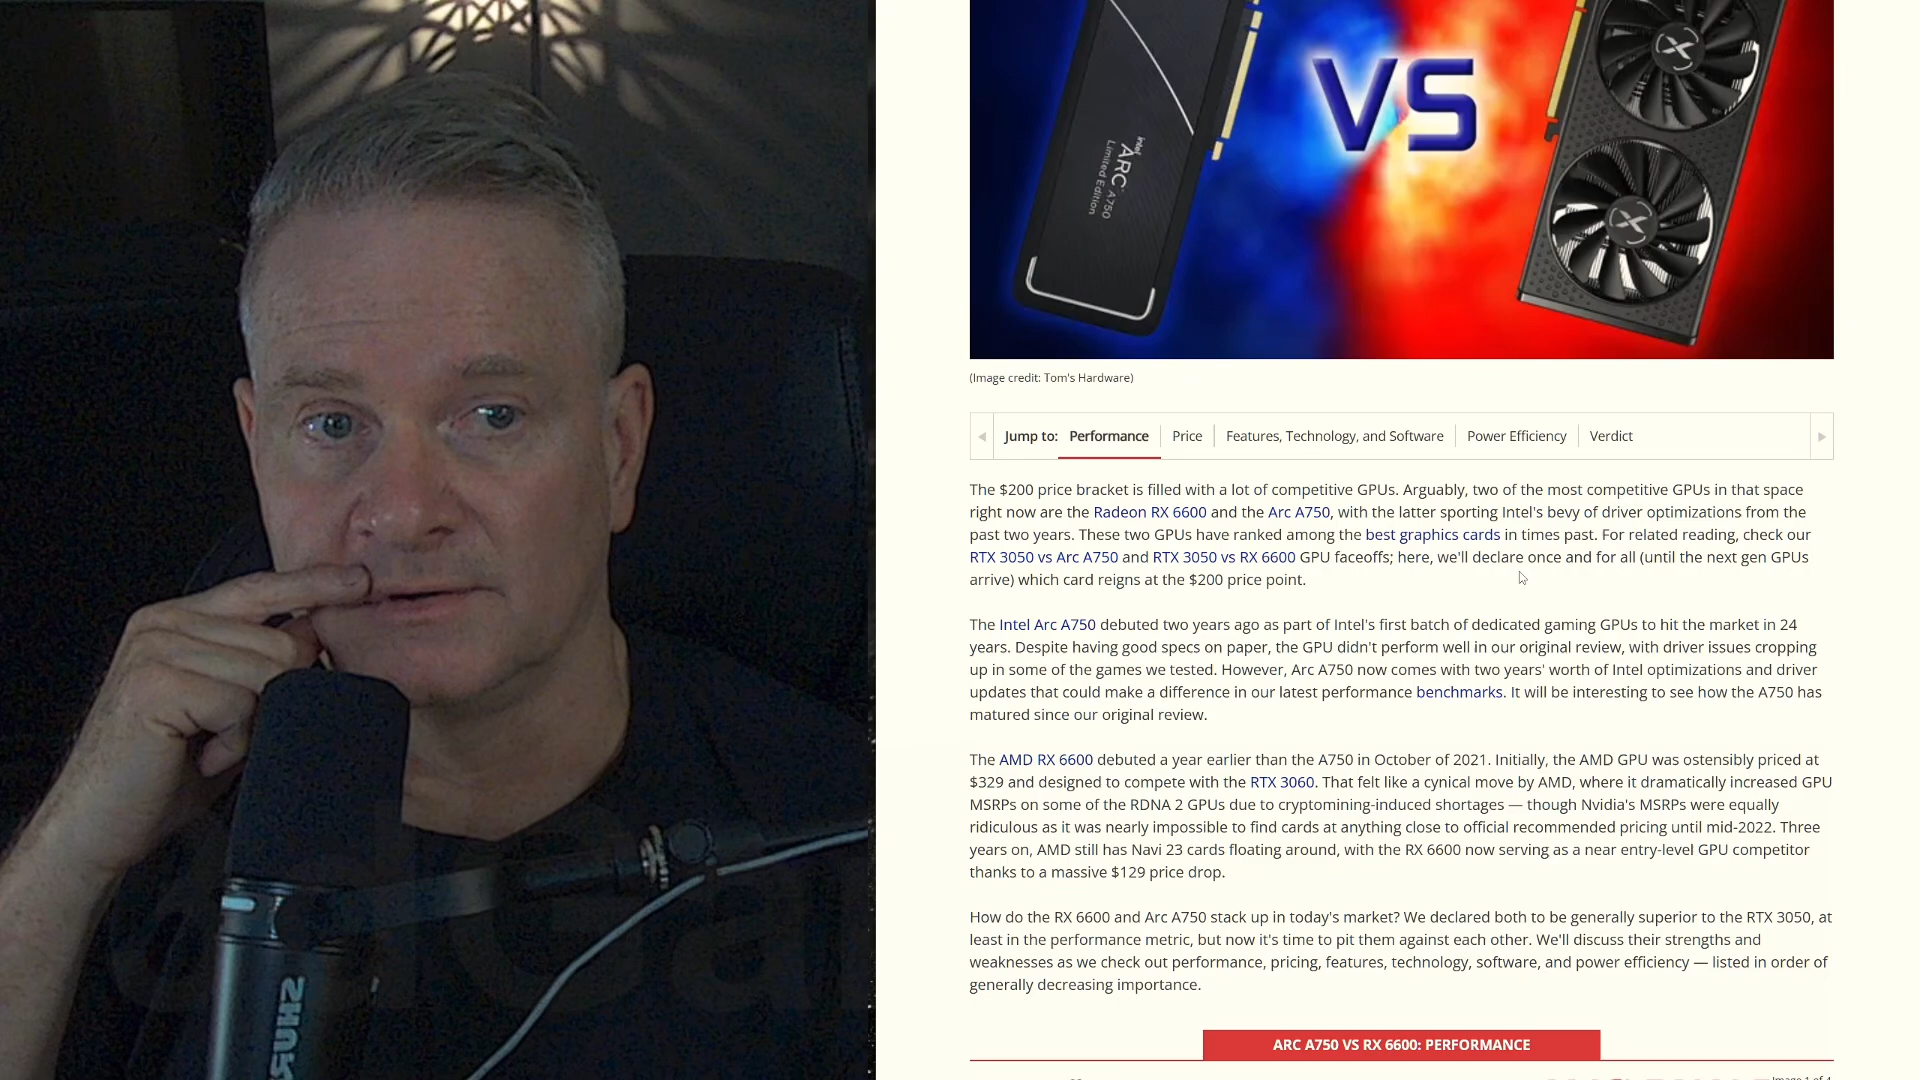 VS
intel
ARC A750
Limited Edition
(Image credit: Tom's Hardware)
Jump to: Performance Price Features, Technology, and Software Power Efficiency Verdict
The $200 price bracket is filled with a lot of competitive GPUs. Arguably, two of the most competitive GPUs in that space
right now are the Radeon RX 6600 and the Arc A750, with the latter sporting Intel's bevy of driver optimizations from the
past two years. These two GPUs have ranked among the best graphics cards in times past. For related reading, check our
RTX 3050 vs Arc A750 and RTX 3050 vs RX 6600 GPU faceoffs; here, we'll declare once and for all (until the next gen GPUs
arrive) which card reigns at the $200 price point.
The Intel Arc A750 debuted two years ago as part of Intel's first batch of dedicated gaming GPUs to hit the market in 24
years. Despite having good specs on paper, the GPU didn't perform well in our original review, with driver issues cropping
up in some of the games we tested. However, Arc A750 now comes with two years' worth of Intel optimizations and driver
updates that could make a difference in our latest performance benchmarks. It will be interesting to see how the A750 has
matured since our original review.
The AMD RX 6600 debuted a year earlier than the A750 in October of 2021. Initially, the AMD GPU was ostensibly priced at
$329 and designed to compete with the RTX 3060. That felt like a cynical move by AMD, where it dramatically increased GPU
MSRPs on some of the RDNA 2 GPUs due to cryptomining-induced shortages — though Nvidia's MSRPs were equally
ridiculous as it was nearly impossible to find cards at anything close to official recommended pricing until mid-2022. Three
years on, AMD still has Navi 23 cards floating around, with the RX 6600 now serving as a near entry-level GPU competitor
thanks to a massive $129 price drop.
How do the RX 6600 and Arc A750 stack up in today's market? We declared both to be generally superior to the RTX 3050, at
least in the performance metric, but now it's time to pit them against each other. We'll discuss their strengths and
weaknesses as we check out performance, pricing, features, technology, software, and power efficiency — listed in order of
generally decreasing importance.
ARC A750 VS RX 6600: PERFORMANCE